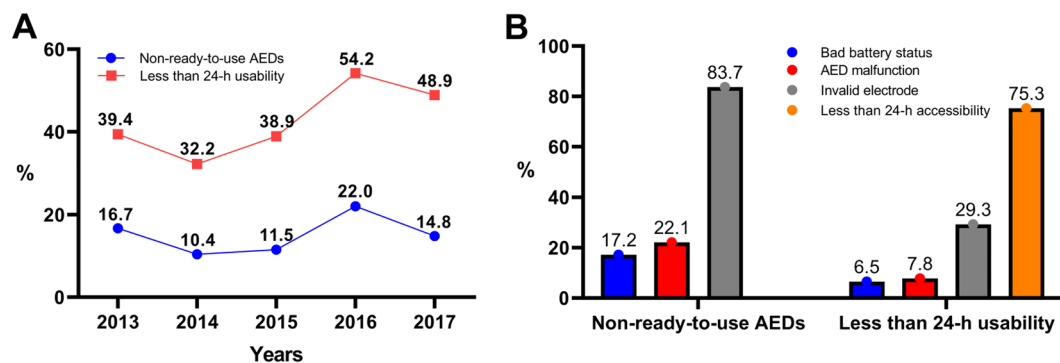 A
Non-ready-to-use AEDs
Less than 24-h usability
60
40
20
0
%
39.4
32.2
38.9
54.2
48.9
16.7
10.4
11.5
22.0
14.8
2013 2014 2015 2016 2017
Years
B
Bad battery status
AED malfunction
Invalid electrode
Less than 24-h accessibility
100
80
60
40
20
0
%
17.2
22.1
83.7
6.5
7.8
29.3
75.3
Non-ready-to-use AEDs Less than 24-h usability